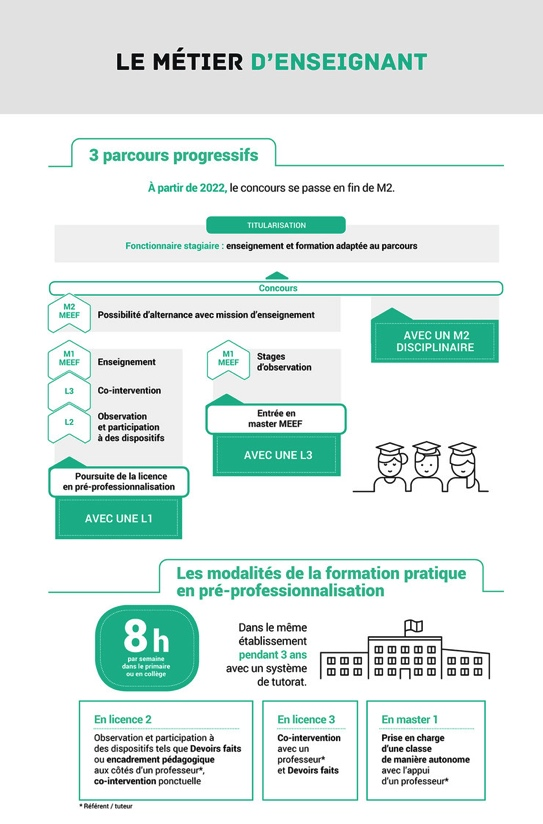 LE MÉTIER D'ENSEIGNANT
3 parcours progressifs
À partir de 2022, le concours se passe en fin de M2.
TITULARISATION
Fonctionnaire stagiaire : enseignement et formation adaptée au parcours
Concours
M2
MEEF
Possibilité d'alternance avec mission d'enseignement
AVEC UN M2
DISCIPLINAIRE
M1
MEEF
Enseignement
L3
Co-intervention
L2
Observation
et participation
à des dispositifs
Poursuite de la licence
en pré-professionnalisation
AVEC UNE L1
M1
MEEF
Stages
d'observation
Entrée en
master MEEF
AVEC UNE L3
Les modalités de la formation pratique
en pré-professionnalisation
8h
par semaine
dans le primaire
ou en collège
Dans le même
établissement
pendant 3 ans
avec un système
de tutorat.
En licence 2
Observation et participation à
des dispositifs tels que Devoirs faits
ou encadrement pédagogique
aux côtés d'un professeur*,
co-intervention ponctuelle
En licence 3
Co-intervention
avec un
professeur*
et Devoirs faits
En master 1
Prise en charge
d'une classe
de manière autonome
avec l'appui
d'un professeur*
* Référent / tuteur